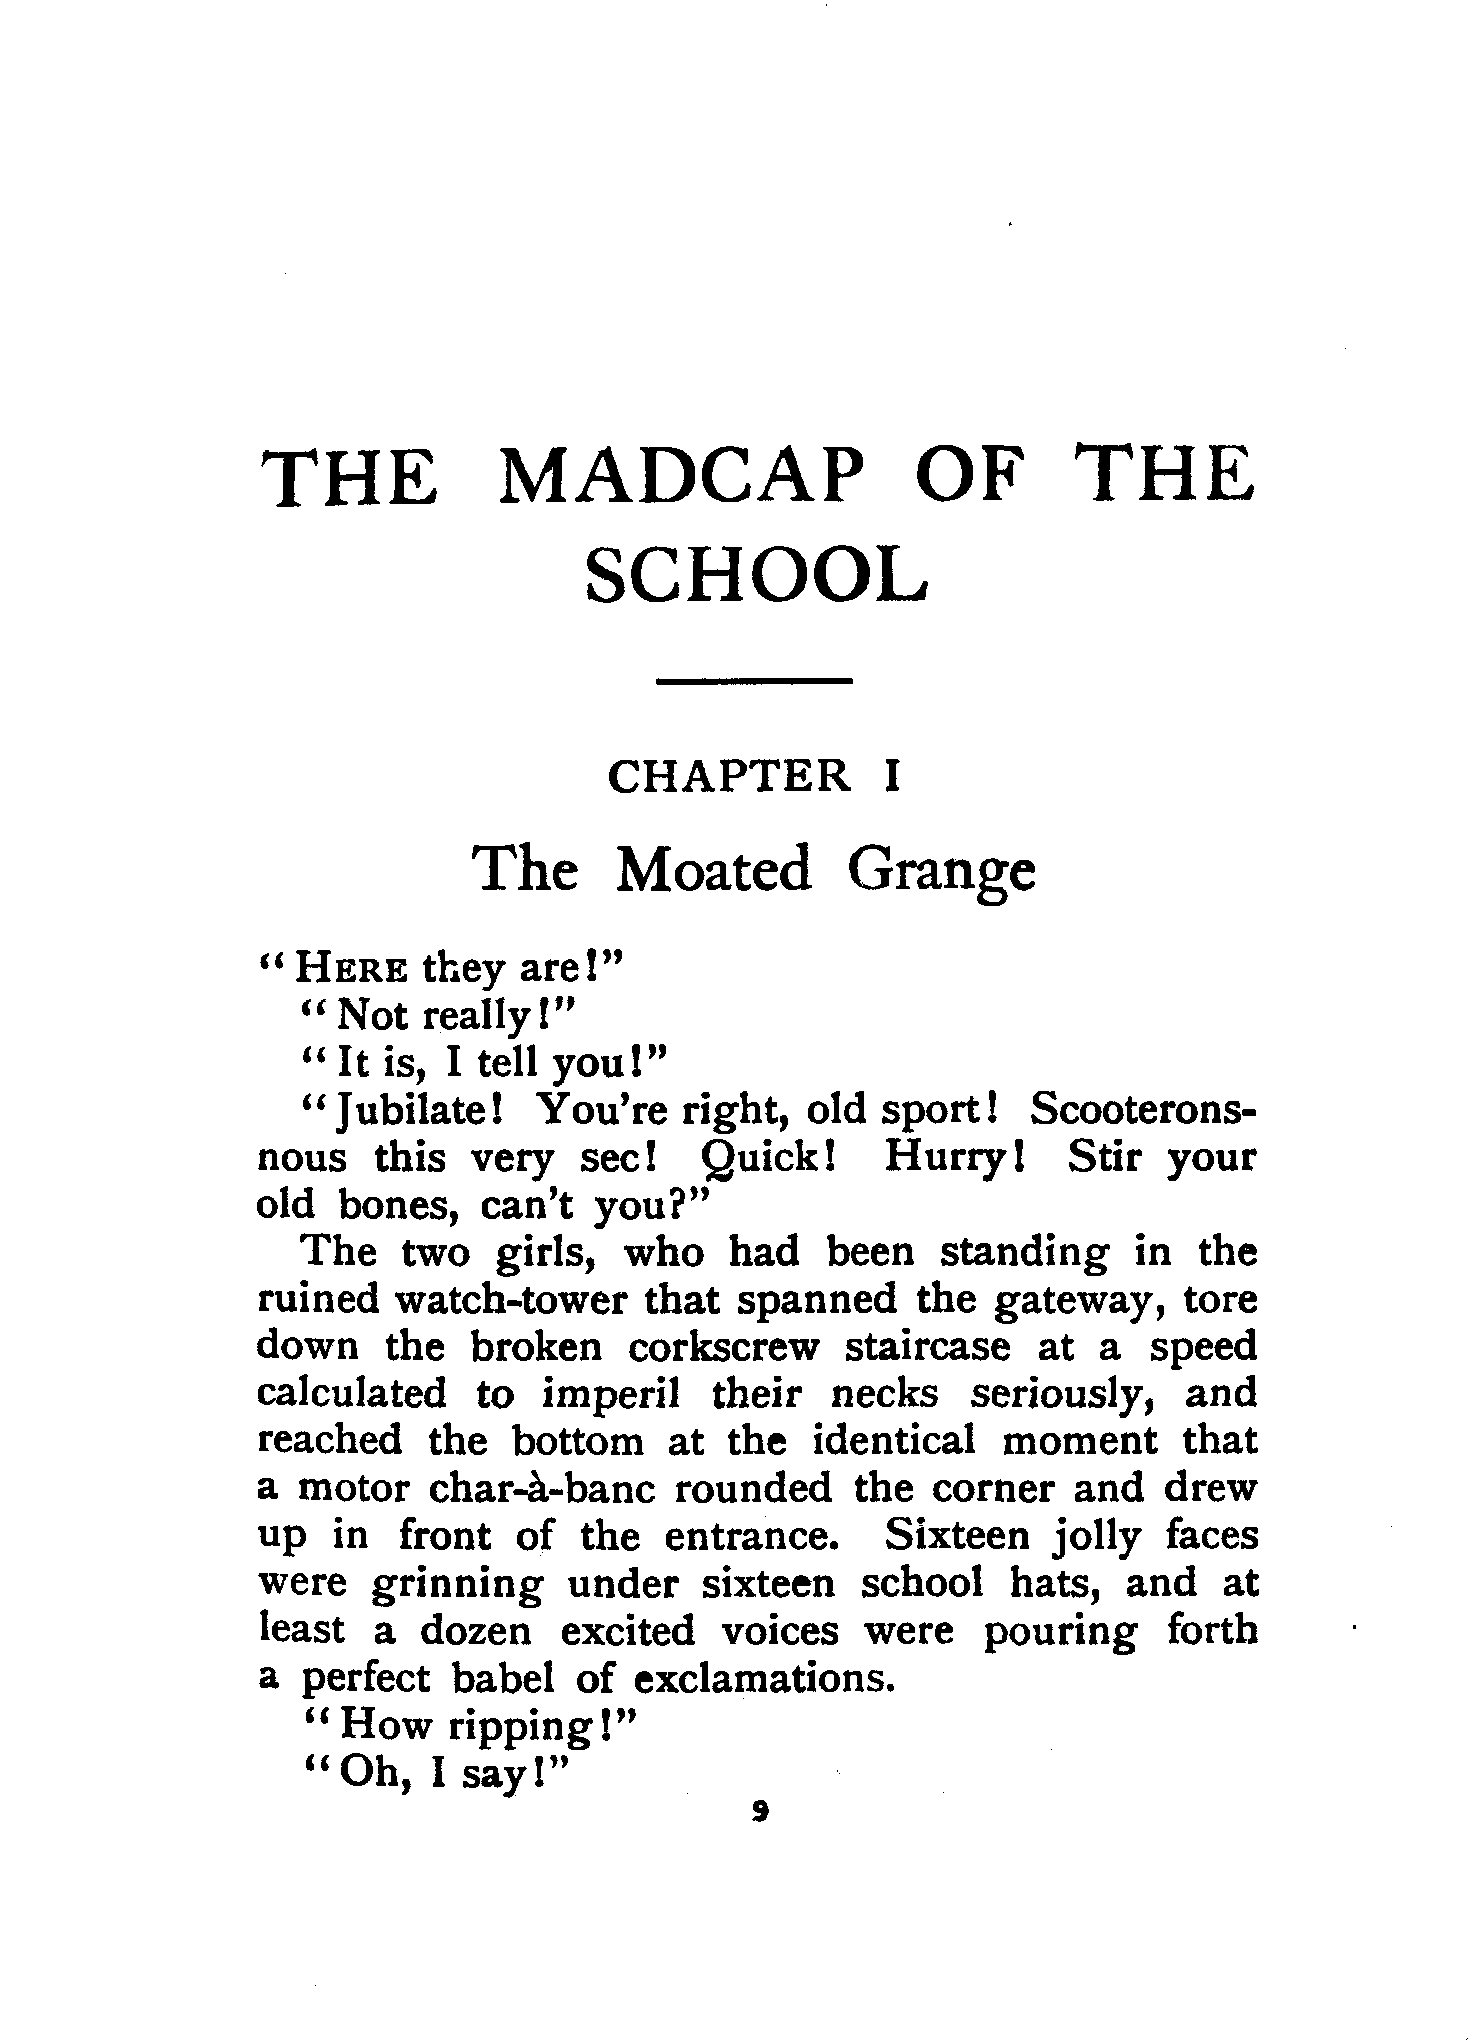 THE MADCAP OF THE
SCHOOL
CHAPTER I
The Moated Grange
“HERE they are!”
“Not really!”
“It is, I tell you!”
“Jubilate! You're right, old sport! Scooterons-
nous this very sec! Quick! Hurry! Stir your
old bones, can't you?”
The two girls, who had been standing in the
ruined watch-tower that spanned the gateway, tore
down the broken corkscrew staircase at a speed
calculated to imperil their necks seriously, and
reached the bottom at the identical moment that
a motor char-à-banc rounded the corner and drew
up in front of the entrance. Sixteen jolly faces
were grinning under sixteen school hats, and at
least a dozen excited voices were pouring forth
a perfect babel of exclamations.
“How ripping!”
“Oh, I say!”
9